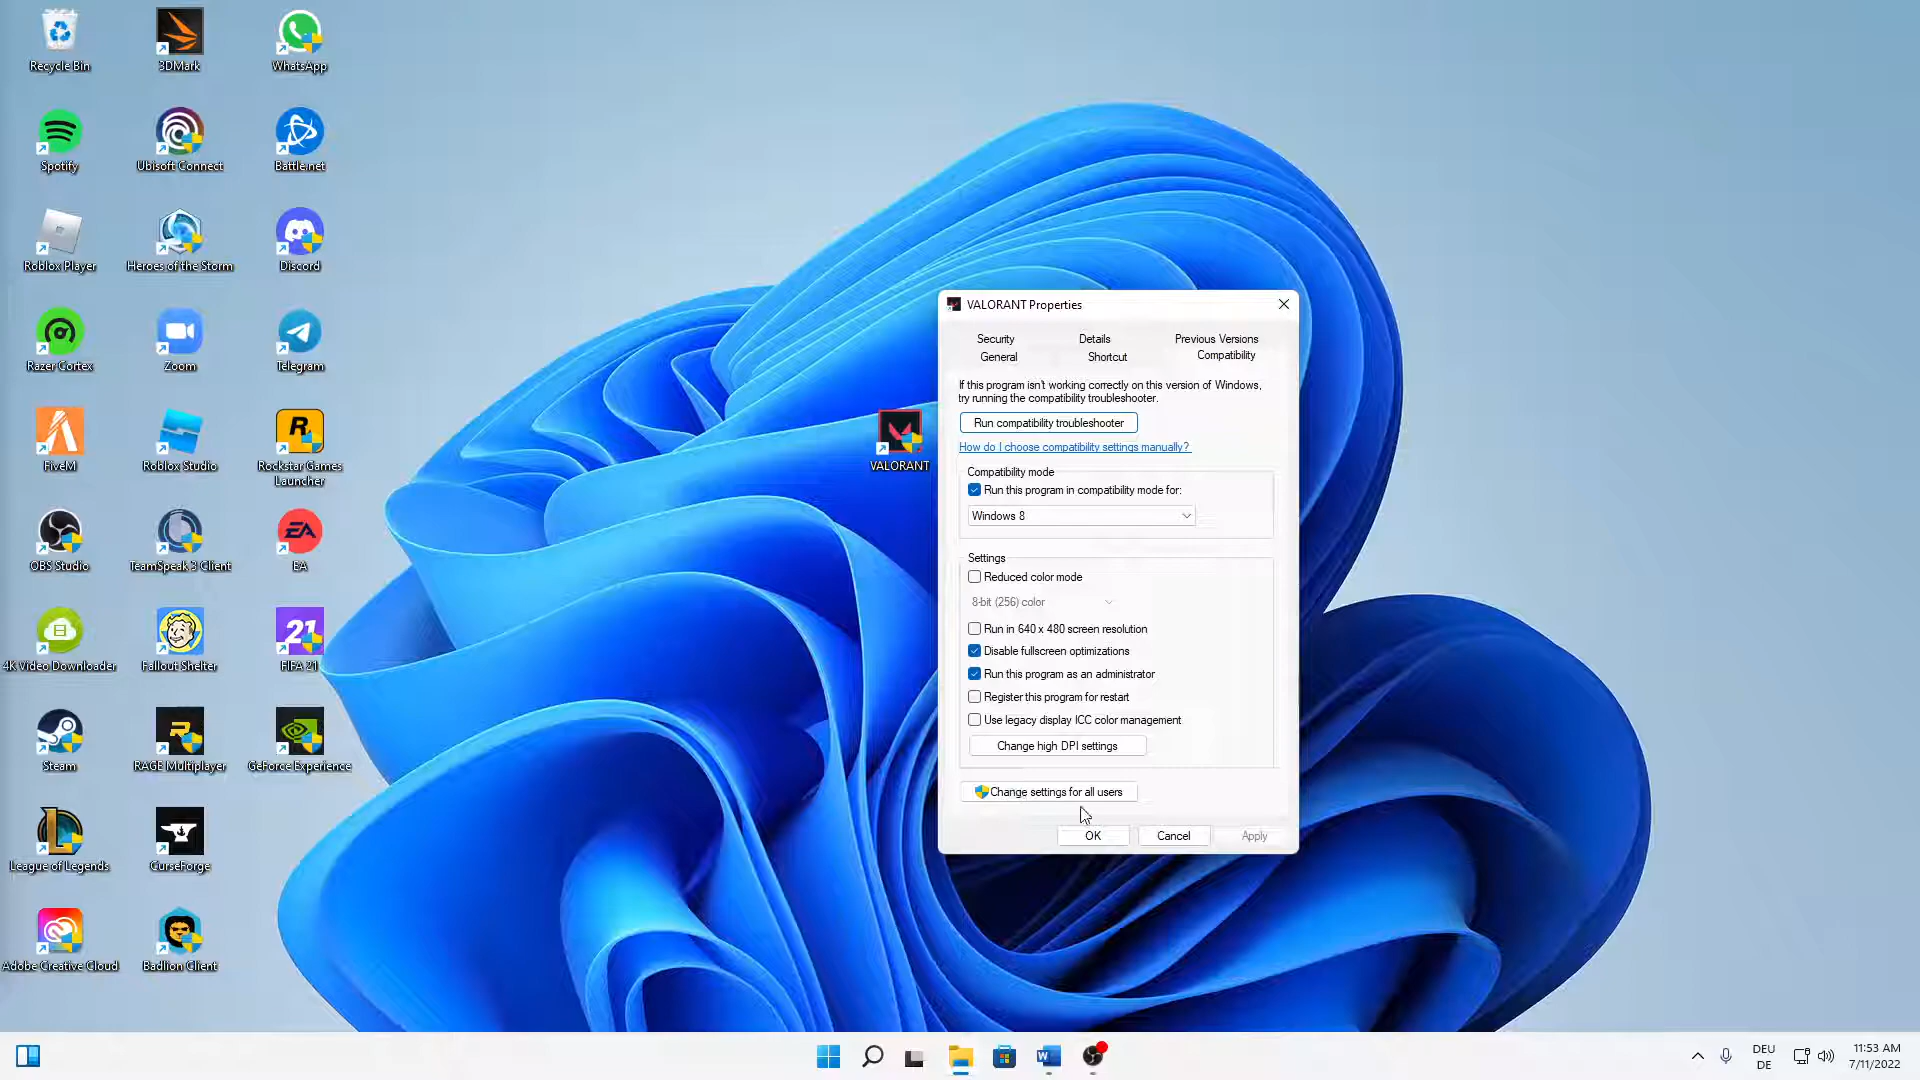 Recycle Bin
3DMark
WhatsApp
Spotify
Ubisoft Connect
Battle.net
Roblox Player
Heroes of the Storm
Discord
Razer Cortex
Zoom
Telegram
FiveM
Roblox Studio
Rockstar Games
Launcher
OBS Studio
TeamSpeak 3 Client
EA
EA
4K Video Downloader
Fallout Shelter
21
FIFA 21
Steam
RAGE Multiplayer
GeForce Experience
League of Legends
CurseForge
Adobe Creative Cloud
Badlion Client
VALORANT
VALORANT Properties
Security Details Previous Versions
General Shortcut Compatibility
If this program isn't working correctly on this version of Windows,
try running the compatibility troubleshooter.
Run compatibility troubleshooter
How do I choose compatibility settings manually?
Compatibility mode
Run this program in compatibility mode for:
Windows 8
Settings
Reduced color mode
8-bit (256) color
Run in 640 x 480 screen resolution
Disable fullscreen optimizations
Run this program as an administrator
Register this program for restart
Use legacy display ICC color management
Change high DPI settings
Change settings for all users
OK Cancel Apply
W
DEU
DE
11:53 AM
7/11/2022